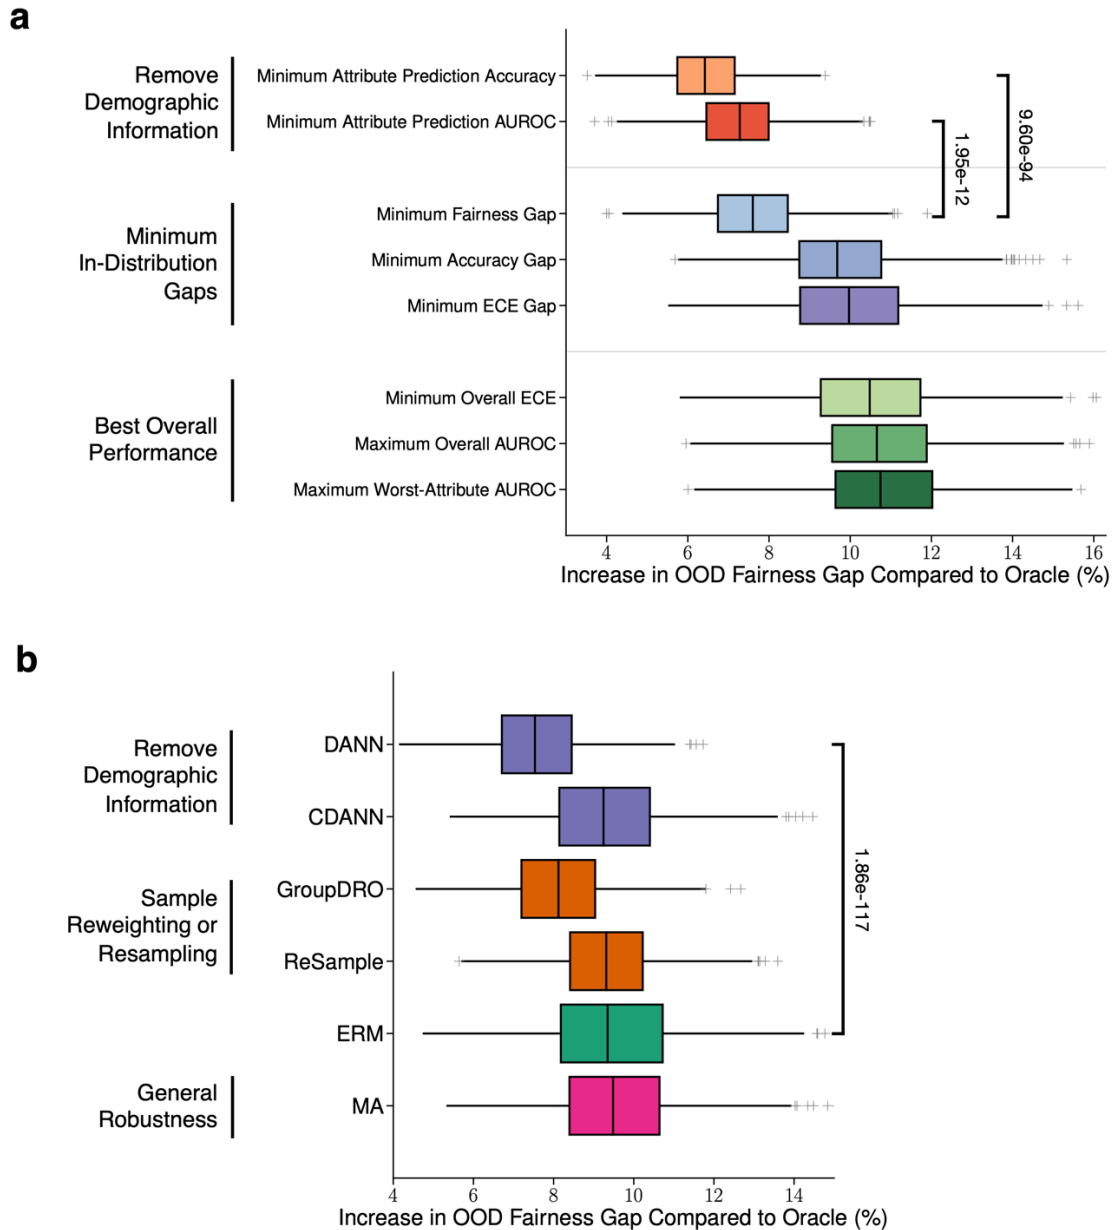 a
Remove
Demographic
Information
Minimum Attribute Prediction Accuracy
Minimum Attribute Prediction AUROC
9.60e-94
1.95e-12
Minimum
In-Distribution
Gaps
Minimum Fairness Gap
Minimum Accuracy Gap
Minimum ECE Gap
Best Overall
Performance
Minimum Overall ECE
Maximum Overall AUROC
Maximum Worst-Attribute AUROC
4 6 8 10 12 14 16
Increase in OOD Fairness Gap Compared to Oracle (%)
b
Remove
Demographic
Information
DANN
CDANN
Sample
Reweighting or
Resampling
GroupDRO
ReSample
1.86e-117
ERM
General
Robustness
MA
4 6 8 10 12 14
Increase in OOD Fairness Gap Compared to Oracle (%)